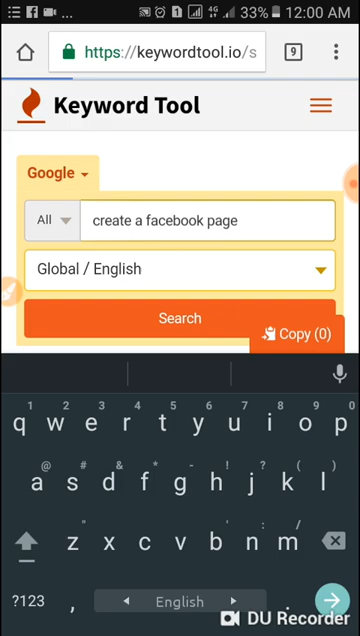 4G 33% 12:00 AM
https://keywordtool.io/s 9
Keyword Tool
Google
All create a facebook page
Global / English
Search
Copy (0)
1 2 3 4 5 6 7 8 9 0
q w e r t y u i o p
@ # & * - ! ? ( )
a s d f g h j k l
" ' : /
z x c v b n m
?123 , English .
DU Recorder